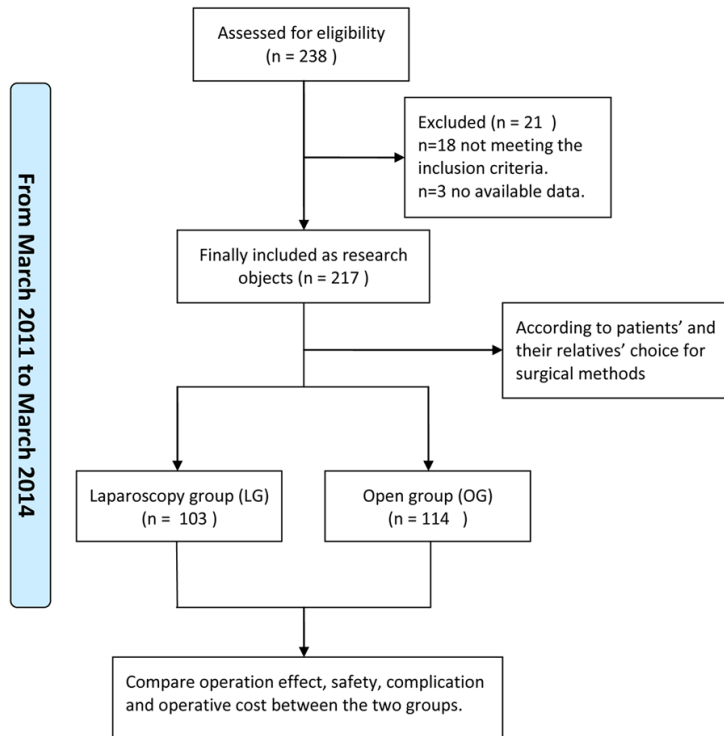 Assessed for eligibility
(n = 238 )
Excluded (n = 21 )
n=18 not meeting the
inclusion criteria.
n=3 no available data.
From March 2011 to March 2014
Finally included as research
objects (n = 217 )
According to patients' and
their relatives' choice for
surgical methods
Laparoscopy group (LG)
(n = 103 )
Open group (OG)
(n = 114 )
Compare operation effect, safety, complication
and operative cost between the two groups.